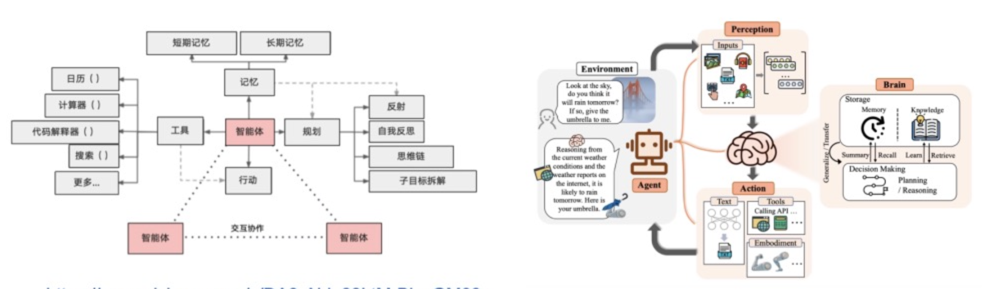 短期记忆
长期记忆
记忆
日历（）
计算器（）
代码解释器（）
搜索（）
更多...
工具
智能体
规划
行动
反射
自我反思
思维链
子目标拆解
智能体
交互协作
智能体
Environment
Look at the sky,
do you think it
will rain tomorrow?
If so, give the
umbrella to me.
Reasoning from
the current weather
conditions and the
weather reports on
the internet, it is
likely to rain
tomorrow. Here is
your umbrella.
Agent
Perception
Inputs
TXT
...
Brain
Storage
Memory
Knowledge
Summary
Recall
Learn
Retrieve
Decision Making
Planning
/ Reasoning
Generalize / Transfer
Action
Text
TXT
Tools
Calling API ...
...
Embodiment
...